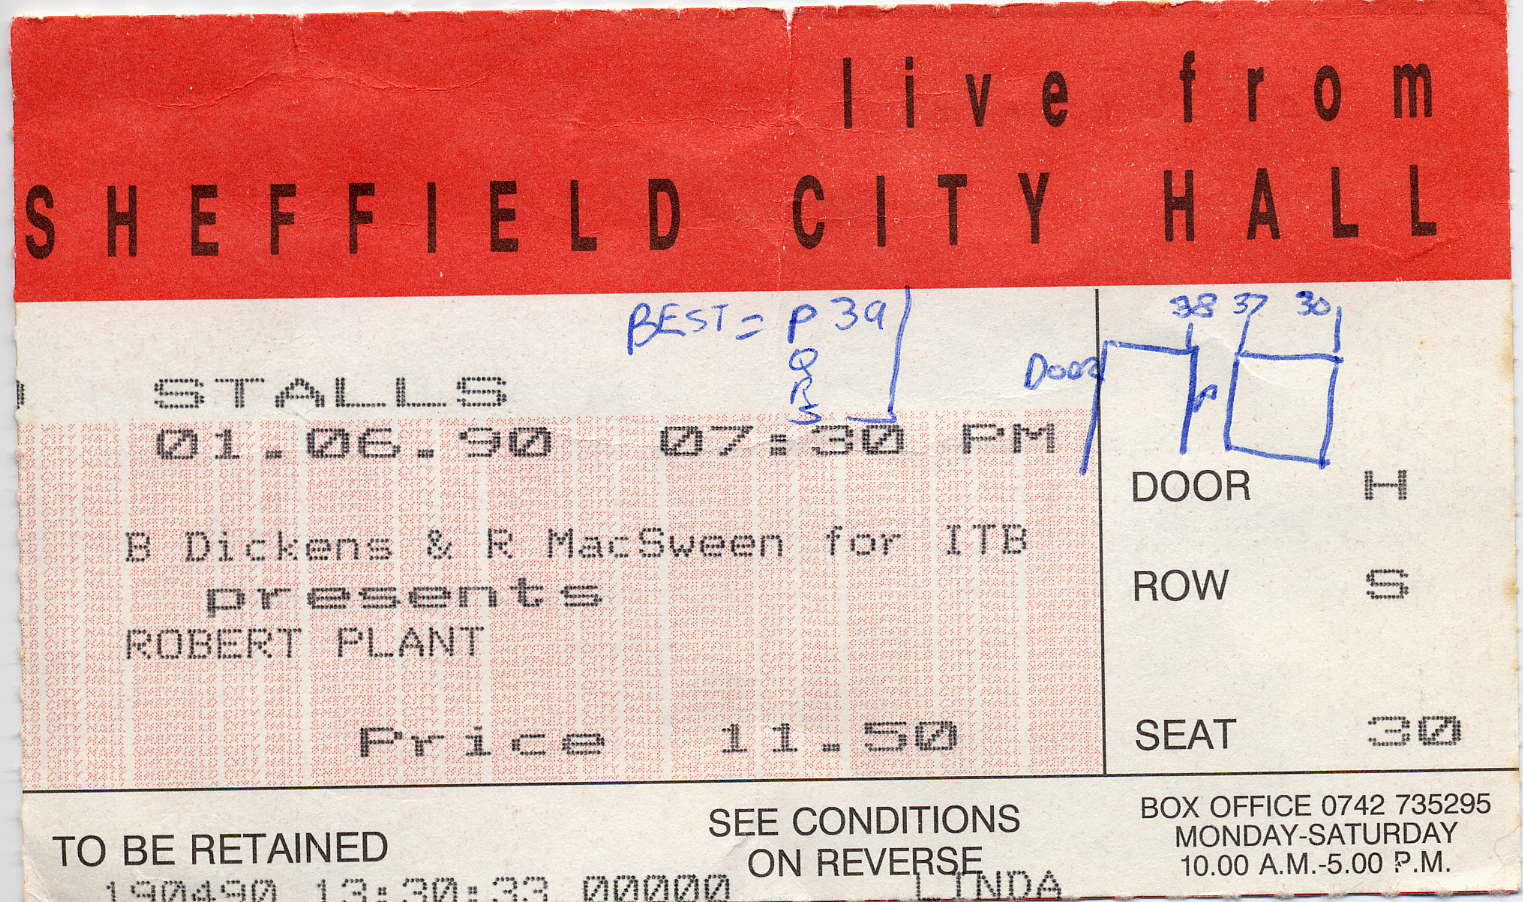 live from
SHEFFIELD CITY HALL
BEST = P 39
Q
R
S
38 37 30
Door
STALLS
01.06.90 07:30 PM
B Dickens & R MacSween for ITB
presents
ROBERT PLANT
Price 11.50
DOOR H
ROW S
SEAT 30
TO BE RETAINED
SEE CONDITIONS
ON REVERSE
BOX OFFICE 0742 735295
MONDAY-SATURDAY
10.00 A.M.-5.00 P.M.
190490 13:30:33 00000 LINDA